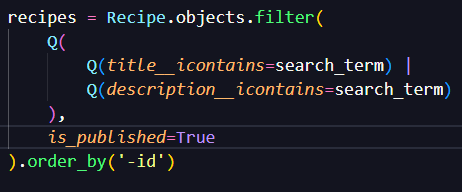 recipes = Recipe.objects.filter(
    Q(
        Q(title__icontains=search_term) |
        Q(description__icontains=search_term)
    ),
    is_published=True
).order_by('-id')